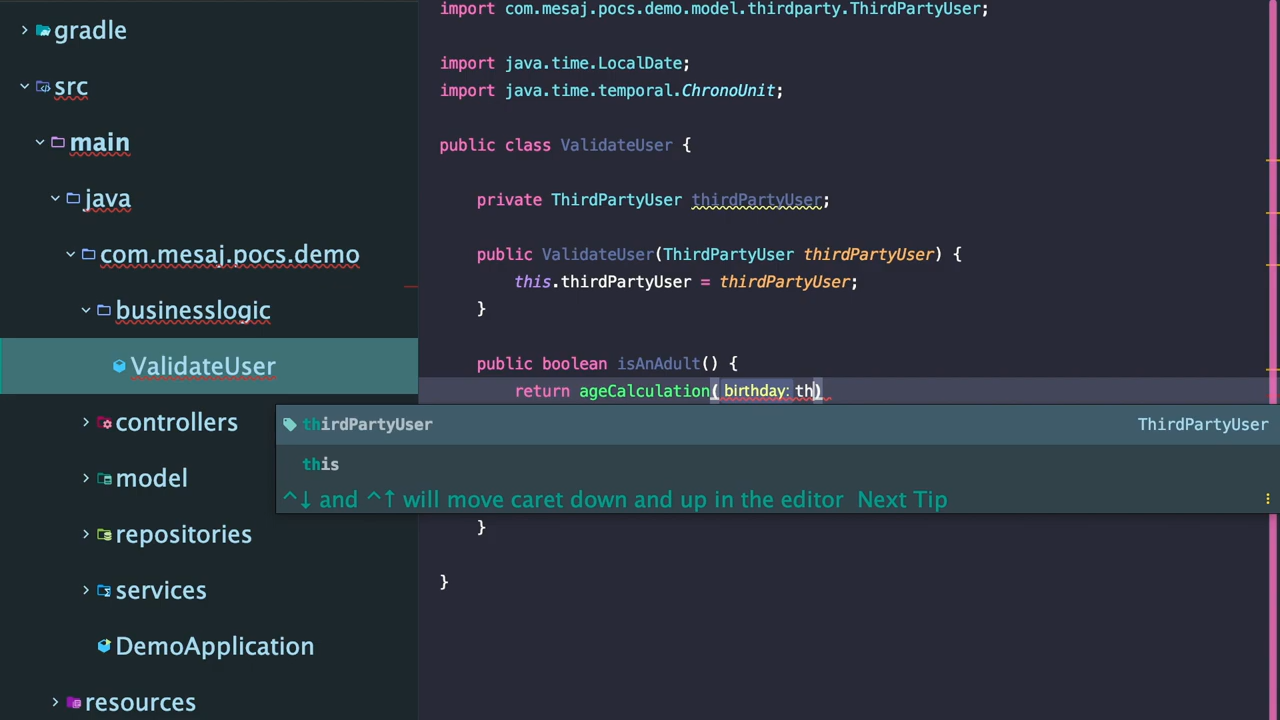 gradle
src
main
java
com.mesaj.pocs.demo
businesslogic
ValidateUser
controllers
model
repositories
services
DemoApplication
resources
import com.mesaj.pocs.demo.model.thirdparty.ThirdPartyUser;
import java.time.LocalDate;
import java.time.temporal.ChronoUnit;
public class ValidateUser {
private ThirdPartyUser thirdPartyUser;
public ValidateUser(ThirdPartyUser thirdPartyUser) {
this.thirdPartyUser = thirdPartyUser;
}
public boolean isAnAdult() {
return ageCalculation( birthday: th)
thirdPartyUser ThirdPartyUser
this
^↓ and ^↑ will move caret down and up in the editor Next Tip
}
}